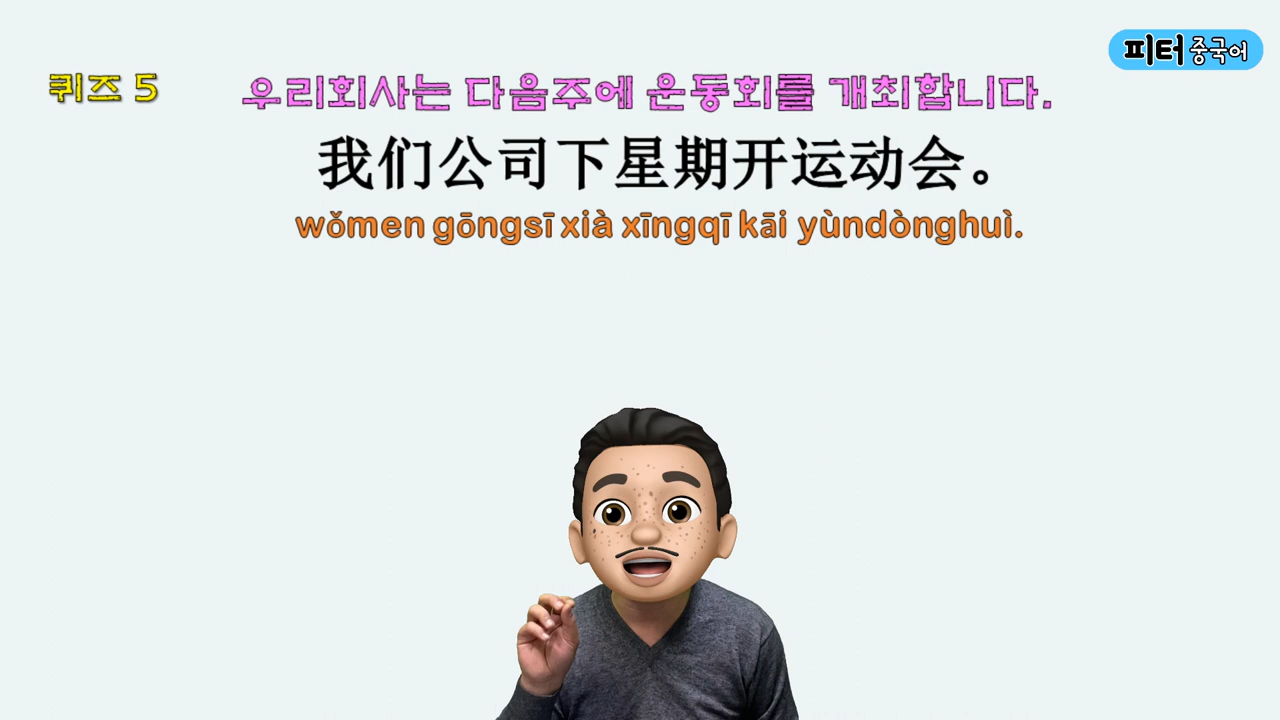 피터 중국어
퀴즈 5
우리회사는 다음주에 운동회를 개최합니다.
我们公司下星期开运动会。
wǒmen gōngsī xià xīngqī kāi yùndònghuì.